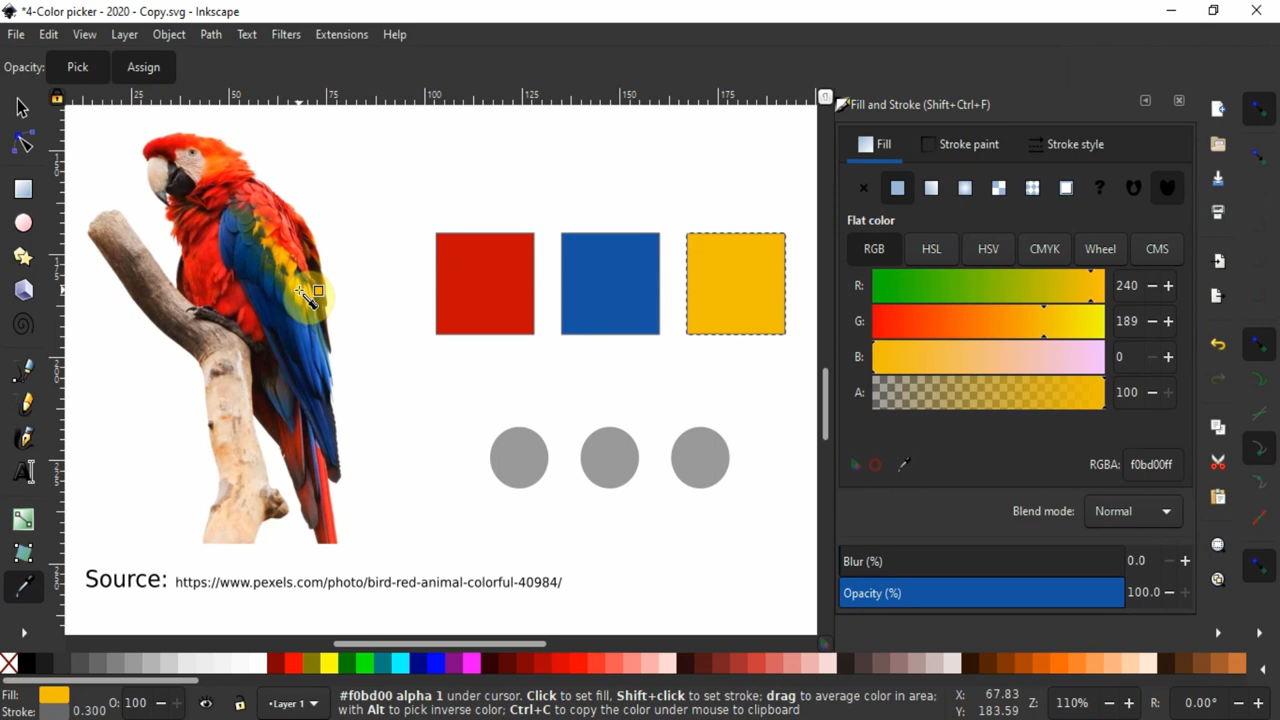 *4-Color picker - 2020 - Copy.svg - Inkscape
File Edit View Layer Object Path Text Filters Extensions Help
Opacity: Pick Assign
25 50 75 100 125 150 175
Fill and Stroke (Shift+Ctrl+F)
Fill Stroke paint Stroke style
Flat color
RGB HSL HSV CMYK Wheel CMS
R: 240
G: 189
B: 0
A: 100
RGBA: f0bd00ff
Blend mode: Normal
Blur (%) 0.0
Opacity (%) 100.0
Source: https://www.pexels.com/photo/bird-red-animal-colorful-40984/
Fill:
Stroke: 0.300 O: 100 •Layer 1
#f0bd00 alpha 1 under cursor. Click to set fill, Shift+click to set stroke; drag to average color in area;
with Alt to pick inverse color; Ctrl+C to copy the color under mouse to clipboard
X: 67.83
Y: 183.59
Z: 110% R: 0.00°